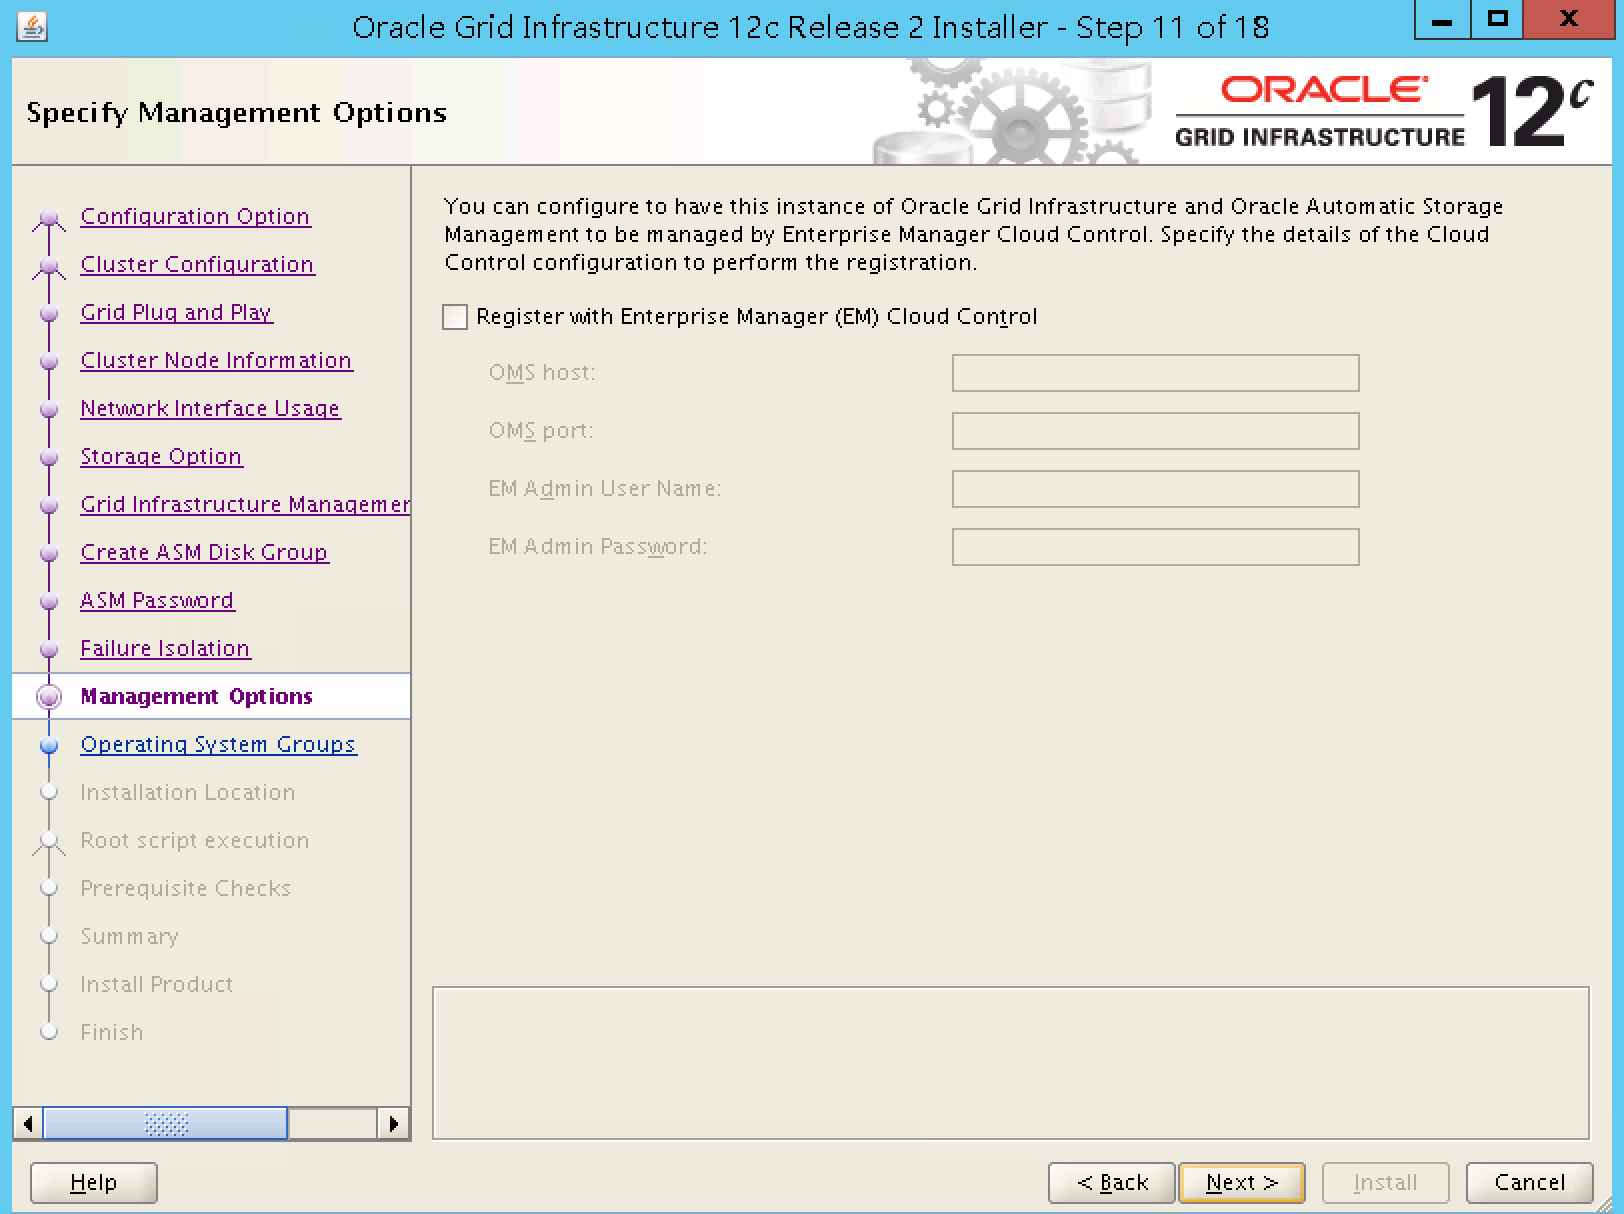 Oracle Grid Infrastructure 12c Release 2 Installer - Step 11 of 18
Specify Management Options
ORACLE
GRID INFRASTRUCTURE
12c
Configuration Option
Cluster Configuration
Grid Plug and Play
Cluster Node Information
Network Interface Usage
Storage Option
Grid Infrastructure Managemer
Create ASM Disk Group
ASM Password
Failure Isolation
Management Options
Operating System Groups
Installation Location
Root script execution
Prerequisite Checks
Summary
Install Product
Finish
You can configure to have this instance of Oracle Grid Infrastructure and Oracle Automatic Storage
Management to be managed by Enterprise Manager Cloud Control. Specify the details of the Cloud
Control configuration to perform the registration.
Register with Enterprise Manager (EM) Cloud Control
OMS host:
OMS port:
EM Admin User Name:
EM Admin Password:
Help
< Back
Next >
Install
Cancel